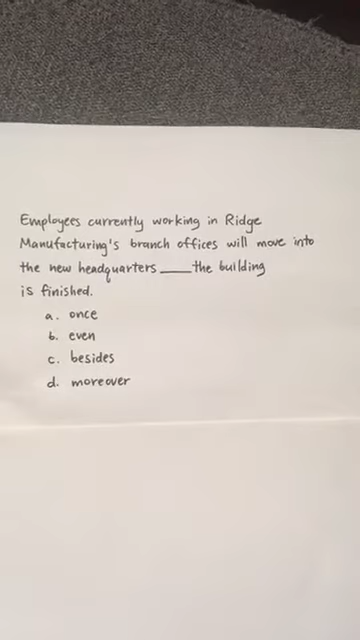 Employees currently working in Ridge
Manufacturing's branch offices will move into
the new headquarters ____ the building
is finished.
a. once
b. even
c. besides
d. moreover